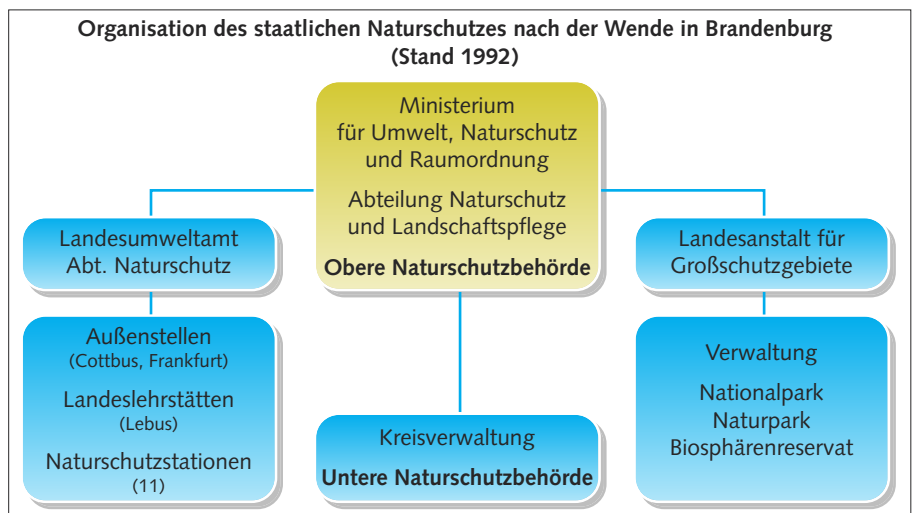 Organisation des staatlichen Naturschutzes nach der Wende in Brandenburg
(Stand 1992)
Ministerium
für Umwelt, Naturschutz
und Raumordnung
Abteilung Naturschutz
und Landschaftspflege
Obere Naturschutzbehörde
Landesumweltamt
Abt. Naturschutz
Landesanstalt für
Großschutzgebiete
Außenstellen
(Cottbus, Frankfurt)
Landeslehrstätten
(Lebus)
Naturschutzstationen
(11)
Kreisverwaltung
Untere Naturschutzbehörde
Verwaltung
Nationalpark
Naturpark
Biosphärenreservat